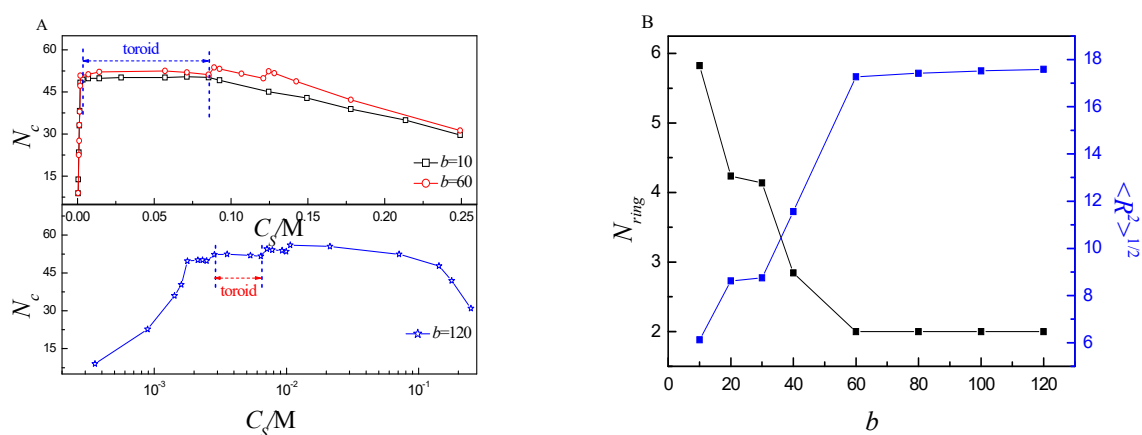 A
toroid
N_c
60
45
30
15
b=10
b=60
0.00 0.05 0.10 0.15 0.20 0.25
C_S/M
60
45
30
15
N_c
toroid
b=120
10^-3 10^-2 10^-1
C_S/M
B
6
5
4
3
2
N_ring
18
16
14
12
10
8
6
<R^2>^1/2
0 20 40 60 80 100 120
b